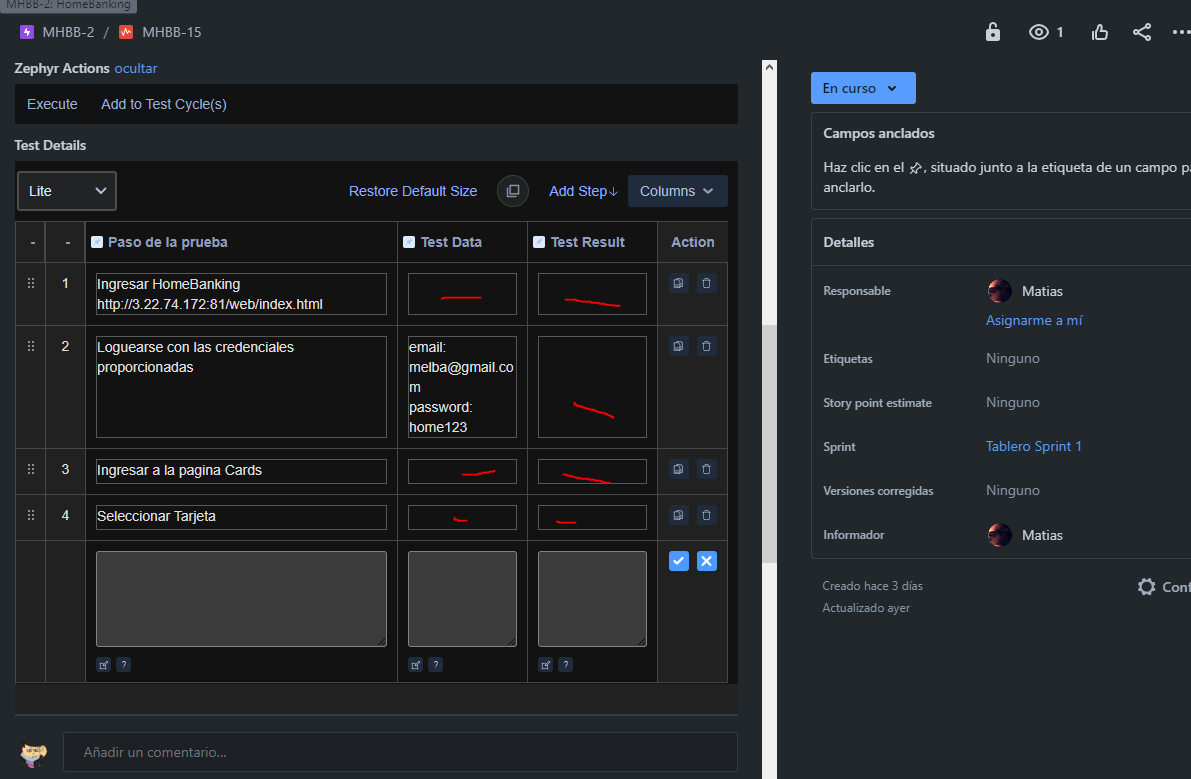 MHBB-2: HomeBanking
MHBB-2 / MHBB-15
1
Zephyr Actions ocultar
Execute Add to Test Cycle(s)
Test Details
Lite
Restore Default Size
Add Step↓
Columns
- - Paso de la prueba Test Data Test Result Action
1 Ingresar HomeBanking
http://3.22.74.172:81/web/index.html
2 Loguearse con las credenciales
proporcionadas
email:
melba@gmail.co
m
password:
home123
3 Ingresar a la pagina Cards
4 Seleccionar Tarjeta
? ? ?
Añadir un comentario...
En curso
Campos anclados
Haz clic en el , situado junto a la etiqueta de un campo
anclarlo.
Detalles
Responsable Matias
Asignarme a mí
Etiquetas Ninguno
Story point estimate Ninguno
Sprint Tablero Sprint 1
Versiones corregidas Ninguno
Informador Matias
Creado hace 3 días
Actualizado ayer